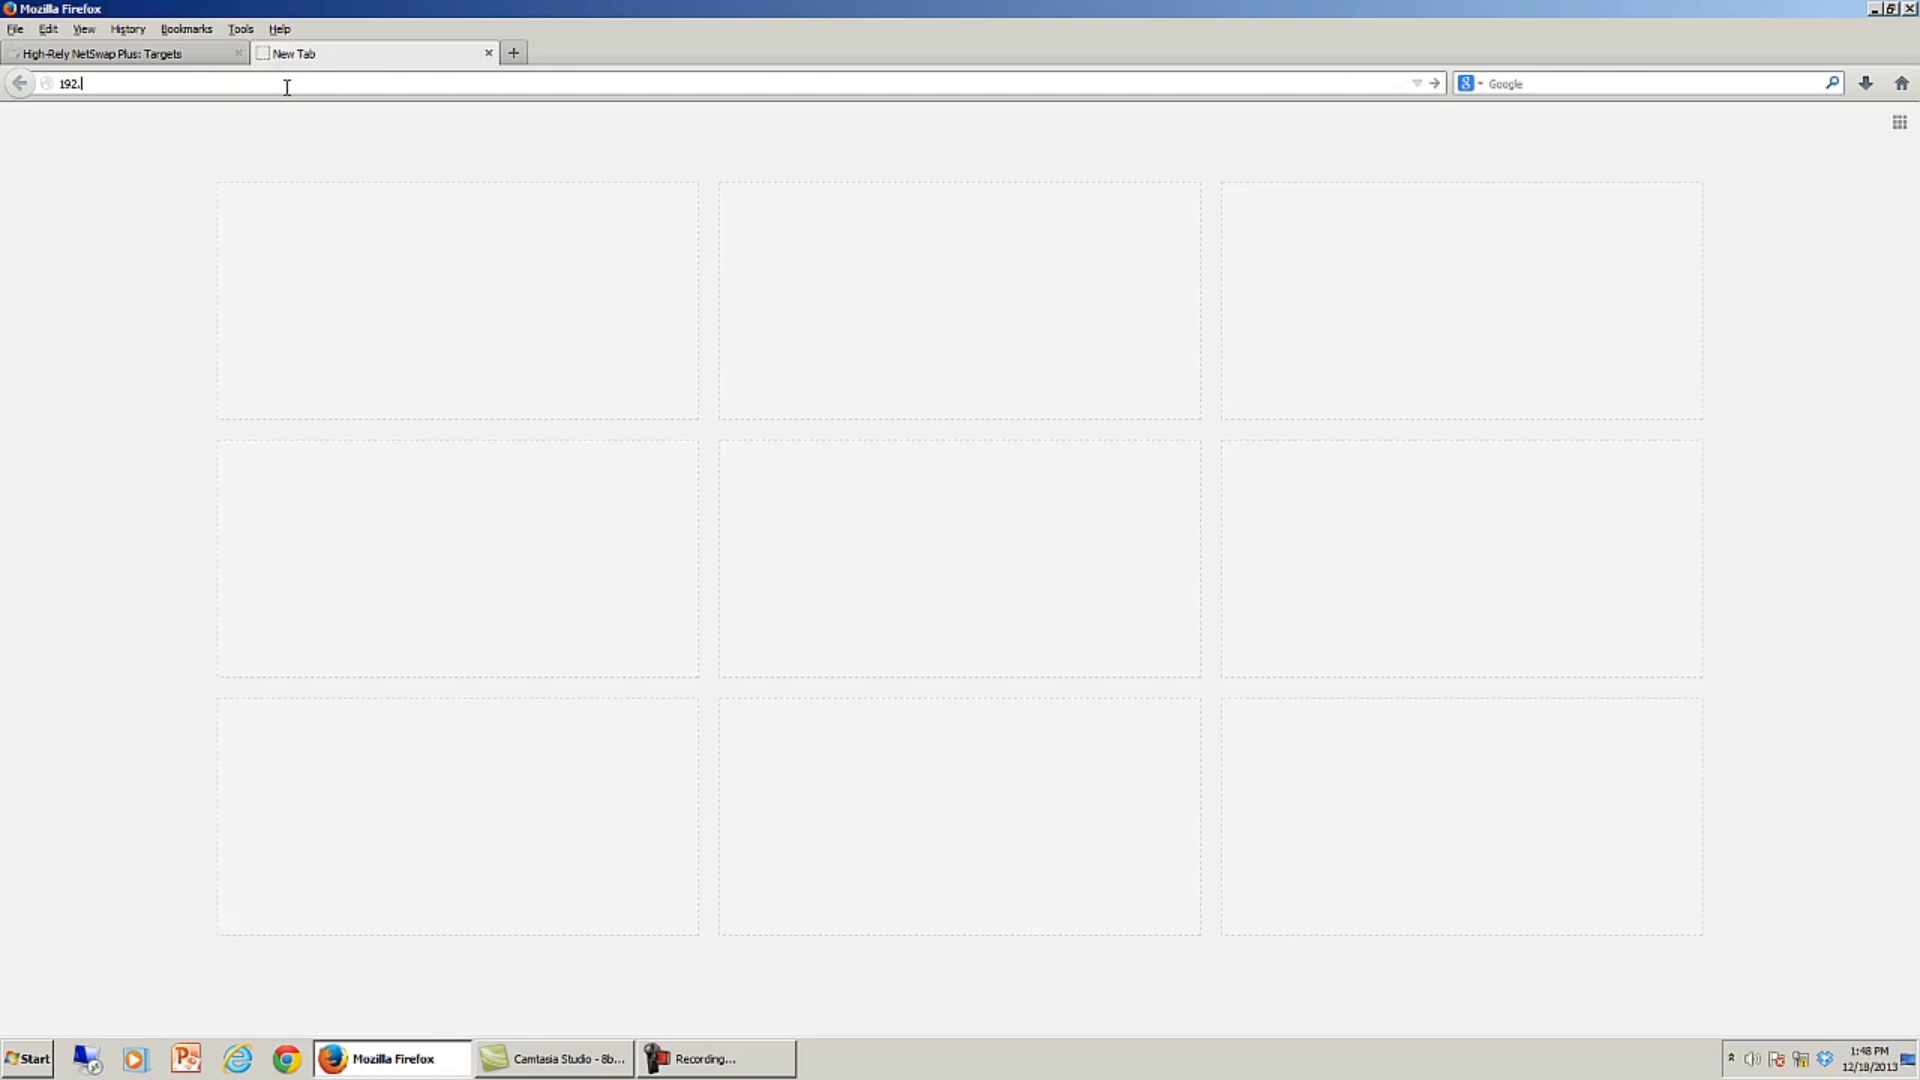 Mozilla Firefox
File Edit View History Bookmarks Tools Help
High-Rely NetSwap Plus: Targets New Tab
192.
Google
Start Mozilla Firefox Camtasia Studio - 8b... Recording...
1:48 PM
12/18/2013